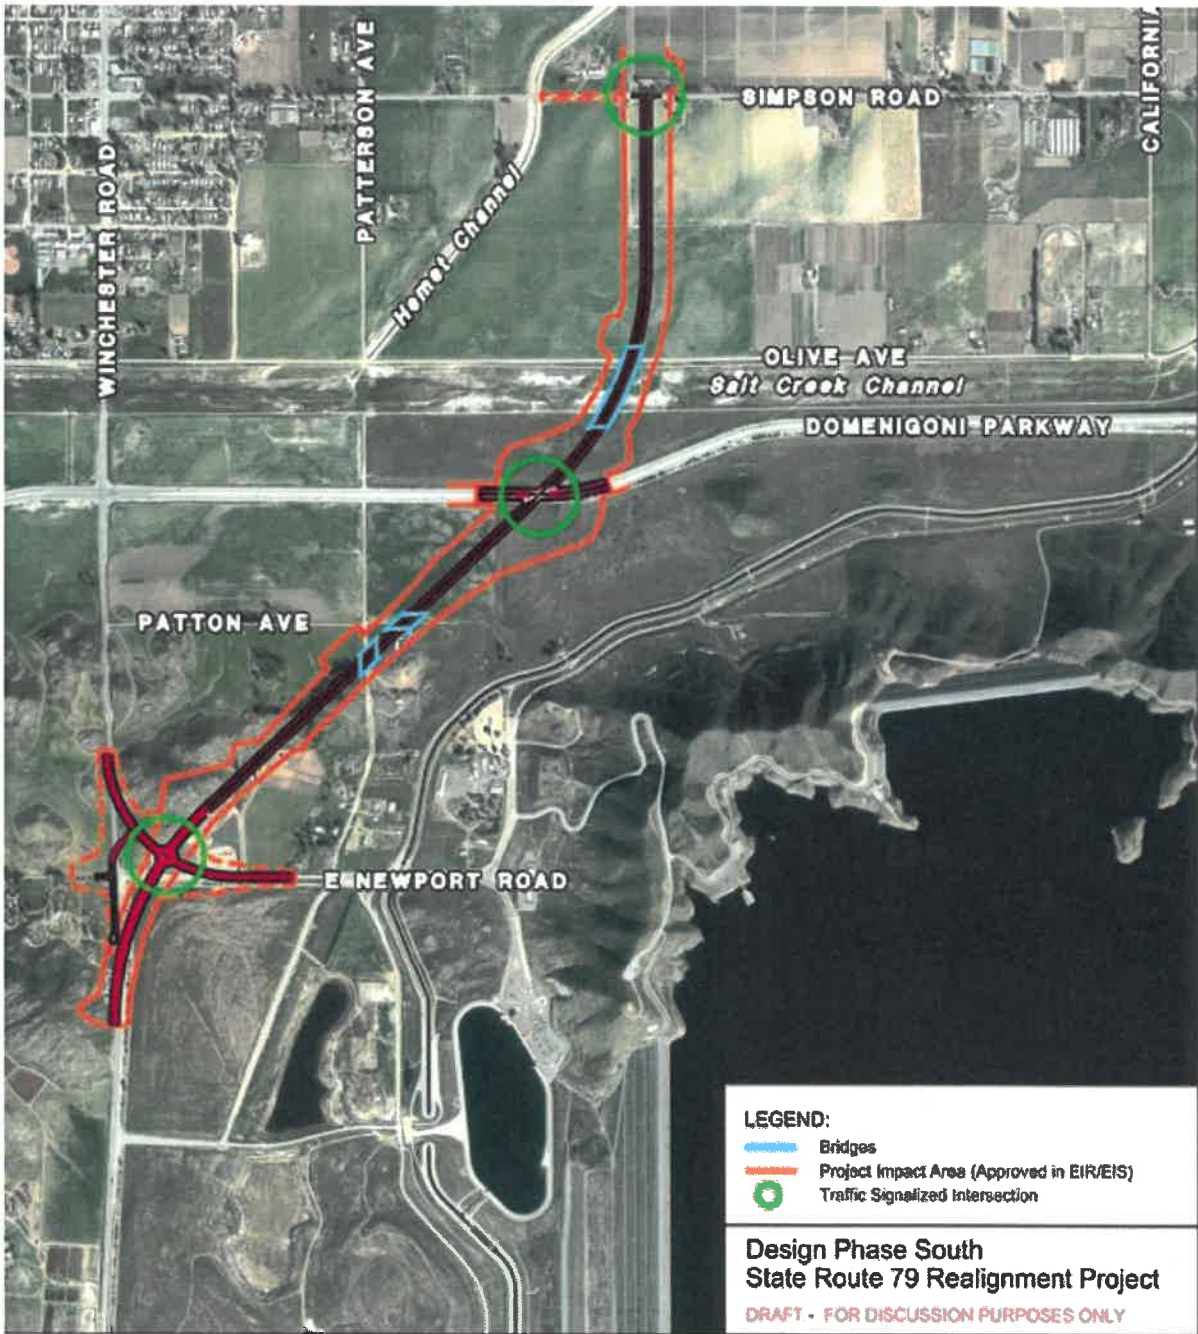 PATTERSON AVE
CALIFORNIA
SIMPSON ROAD
WINCHESTER ROAD
Hemet Channel
OLIVE AVE
Salt Creek Channel
DOMENIGONI PARKWAY
PATTON AVE
E NEWPORT ROAD
LEGEND:
Bridges
Project Impact Area (Approved in EIR/EIS)
Traffic Signalized Intersection
Design Phase South
State Route 79 Realignment Project
DRAFT - FOR DISCUSSION PURPOSES ONLY